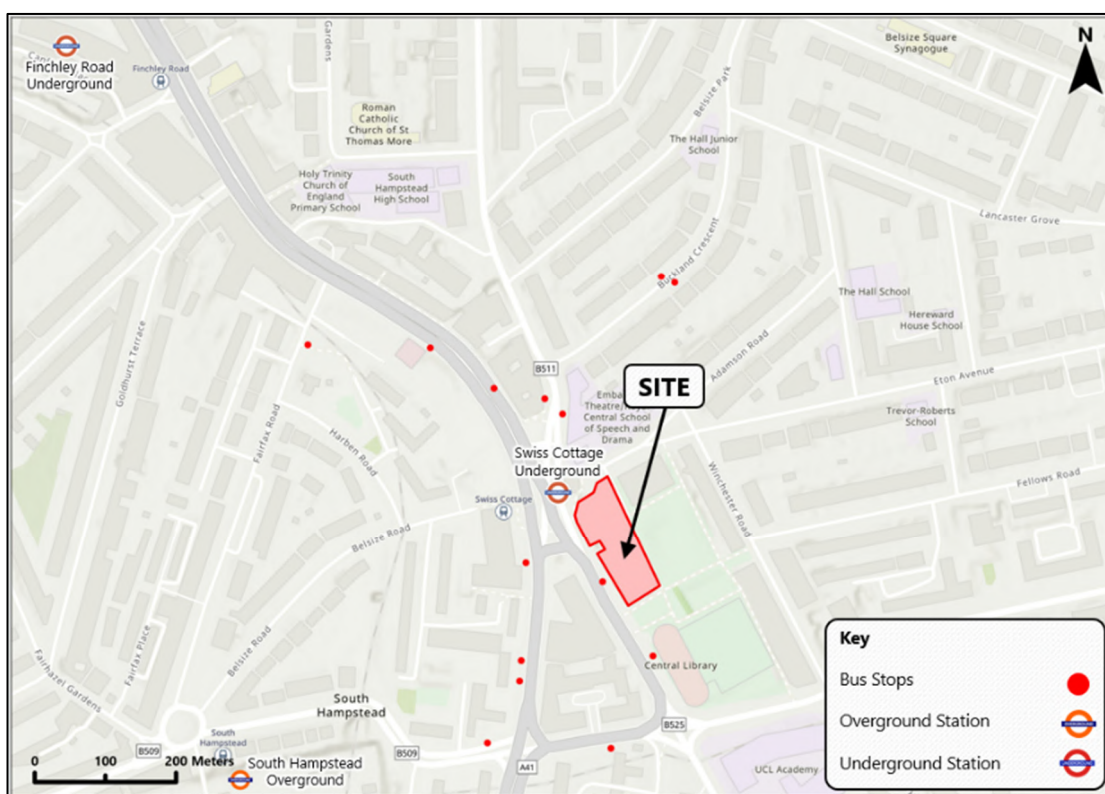 N
Finchley Road
Underground
Finchley Road
Gardens
Belsize Square
Synagogue
Roman
Catholic
Church of St
Thomas More
Belsize Park
The Hall Junior
School
Holy Trinity
Church of
England
Primary School
South
Hampstead
High School
Lancaster Grove
Buckland Crescent
The Hall School
Hereward
House School
Goldhurst Terrace
Adamson Road
B511
SITE
Eton Avenue
Theatre/Royal
Central School
of Speech and
Drama
Trevor-Roberts
School
Fairfax Road
Harben Road
Swiss Cottage
Underground
Swiss Cottage
Winchester Road
Fellows Road
Belsize Road
Fairfax Place
Belsize Road
Fairhazel Gardens
Central Library
South
Hampstead
B525
South
Hampstead
B509
B509
A41
UCL Academy
0 100 200 Meters
South Hampstead
Overground
Key
Bus Stops
Overground Station
Underground Station